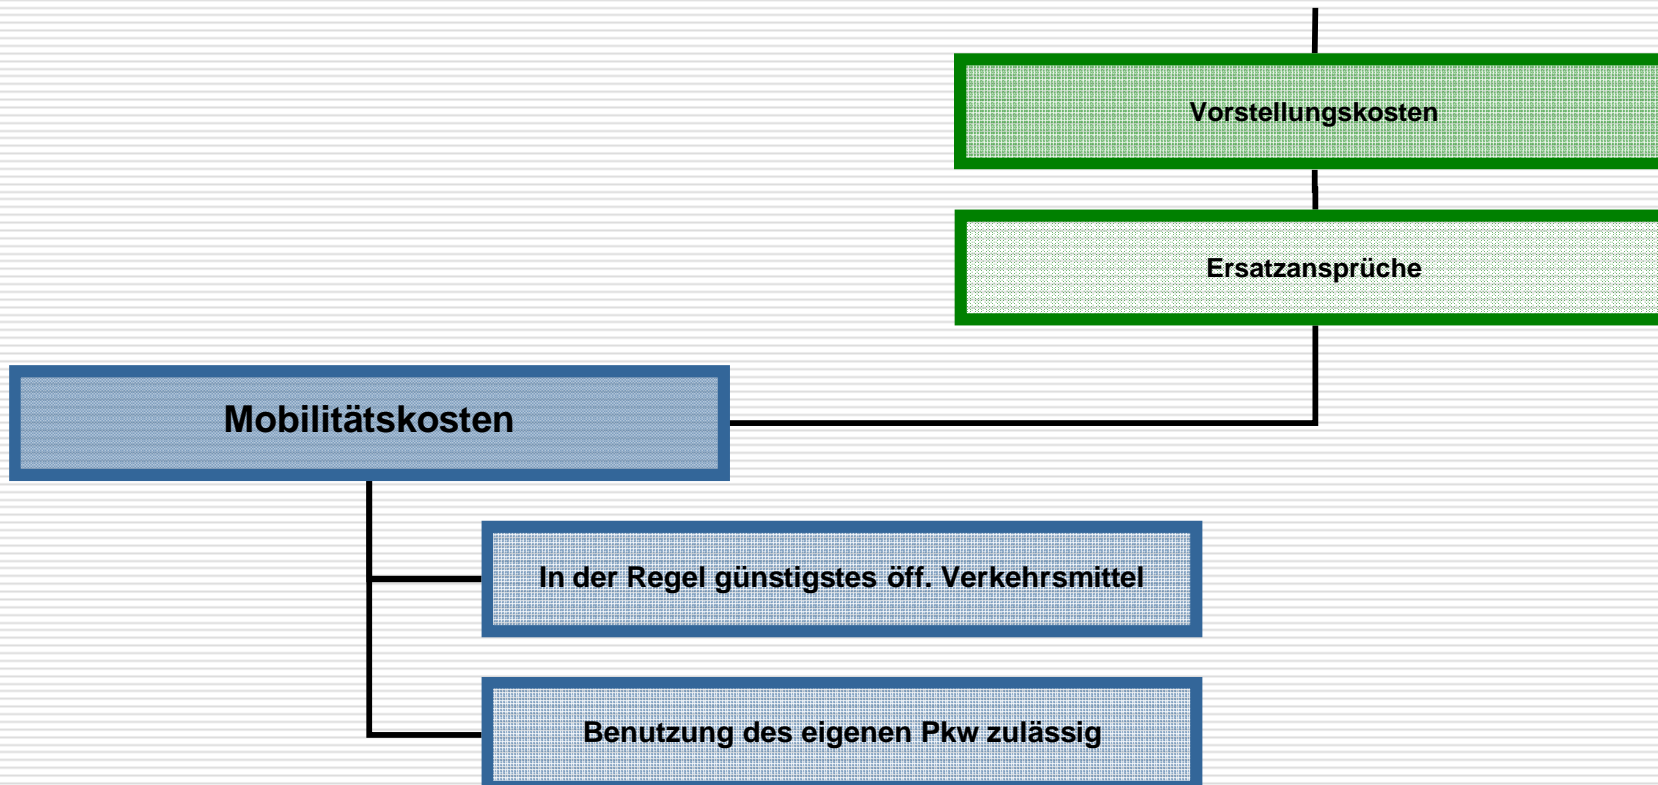 Vorstellungskosten
Ersatzansprüche
Mobilitätskosten
In der Regel günstigstes öff. Verkehrsmittel
Benutzung des eigenen Pkw zulässig